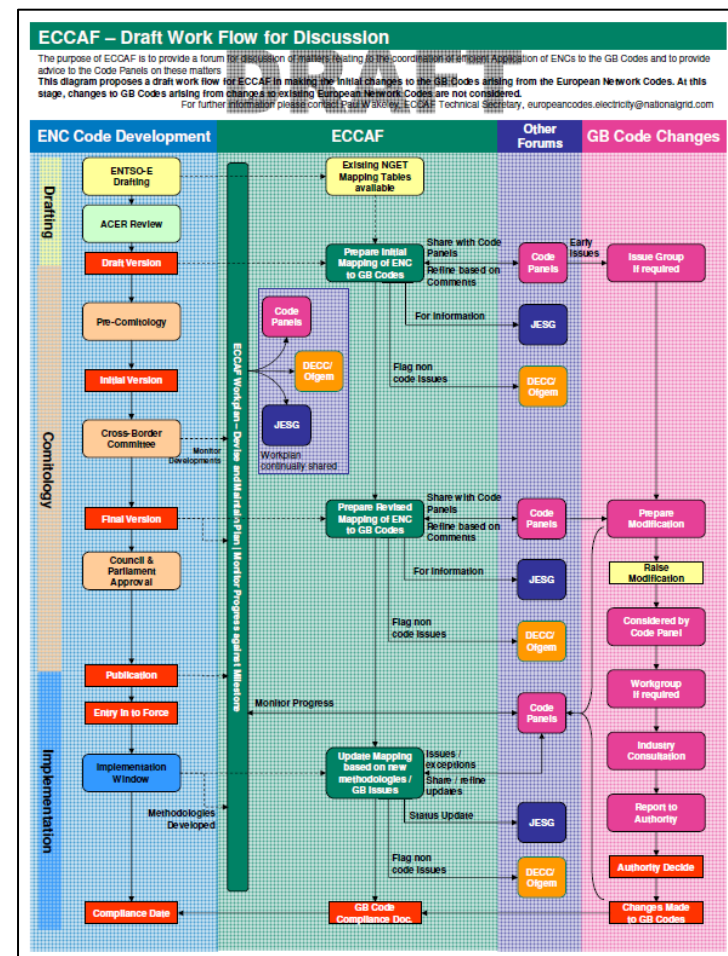 ECCAF – Draft Work Flow for Discussion
DRAFT
The purpose of ECCAF is to provide a forum for discussion of matters relating to the coordination of efficient Application of ENCs to the GB Codes and to provide
advice to the Code Panels on these matters
This diagram proposes a draft work flow for ECCAF in making the initial changes to the GB Codes arising from the European Network Codes. At this
stage, changes to GB Codes arising from changes to existing European Network Codes are not considered.
For further information please contact Paul Wakeley, ECCAF Technical Secretary, europeancodes.electricity@nationalgrid.com
ENC Code Development
ECCAF
Other
Forums
GB Code Changes
Drafting
Comitology
Implementation
ENTSO-E
Drafting
ACER Review
Draft Version
Pre-Comitology
Initial Version
Cross-Border
Committee
Monitor
Developments
Final Version
Council &
Parliament
Approval
Publication
Entry In to Force
Implementation
Window
Methodologies
Developed
Compliance Date
ECCAF Workplan – Devise and Maintain Plan | Monitor Progress against Milestone
Existing NGET
Mapping Tables
available
Prepare Initial
Mapping of ENC
to GB Codes
Share with Code
Panels
Refine based on
Comments
For Information
Flag non
code Issues
Code
Panels
DECC/
Ofgem
JESG
Workplan
continually shared
Prepare Revised
Mapping of ENC
to GB Codes
Share with Code
Panels
Refine based on
Comments
For Information
Flag non
code Issues
Monitor Progress
Update Mapping
based on new
methodologies /
GB Issues
Issues /
exceptions
Share / refine
updates
Status Update
Flag non
code Issues
GB Code
Compliance Doc.
Code
Panels
Early
Issues
JESG
DECC/
Ofgem
Code
Panels
JESG
DECC/
Ofgem
Code
Panels
JESG
DECC/
Ofgem
Issue Group
If required
Prepare
Modification
Raise
Modification
Considered by
Code Panel
Workgroup
If required
Industry
Consultation
Report to
Authority
Authority Decide
Changes Made
to GB Codes